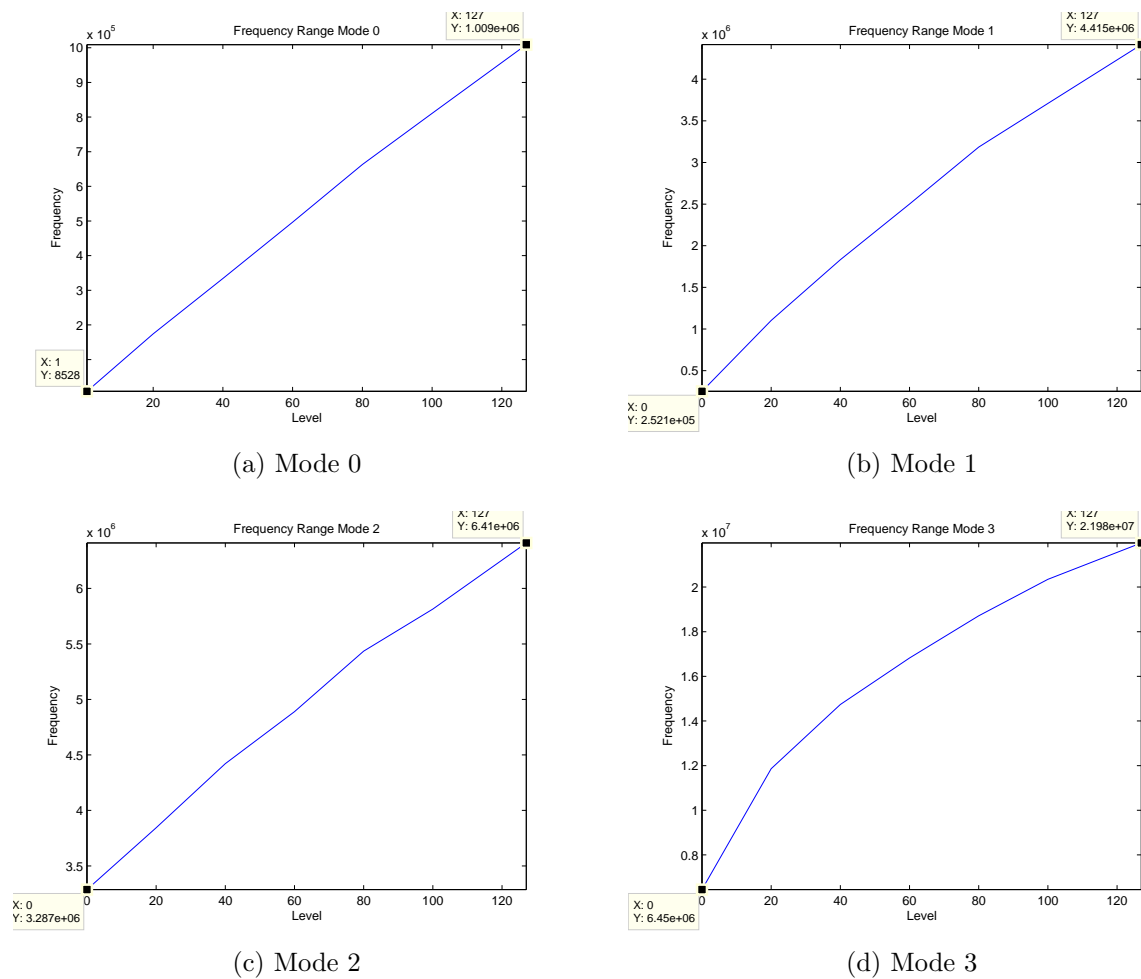 X: 127
Y: 1.009e+06
x 10^5
Frequency Range Mode 0
10
9
8
7
6
5
4
3
2
Frequency
X: 1
Y: 8528
20 40 60 80 100 120
Level
(a) Mode 0
X: 127
Y: 4.415e+06
x 10^6
Frequency Range Mode 1
4
3.5
3
2.5
2
1.5
1
0.5
Frequency
X: 0
Y: 2.521e+05
0 20 40 60 80 100 120
Level
(b) Mode 1
X: 127
Y: 6.41e+06
x 10^6
Frequency Range Mode 2
6
5.5
5
4.5
4
3.5
Frequency
X: 0
Y: 3.287e+06
0 20 40 60 80 100 120
Level
(c) Mode 2
X: 127
Y: 2.198e+07
x 10^7
Frequency Range Mode 3
2
1.8
1.6
1.4
1.2
1
0.8
Frequency
X: 0
Y: 6.45e+06
0 20 40 60 80 100 120
Level
(d) Mode 3